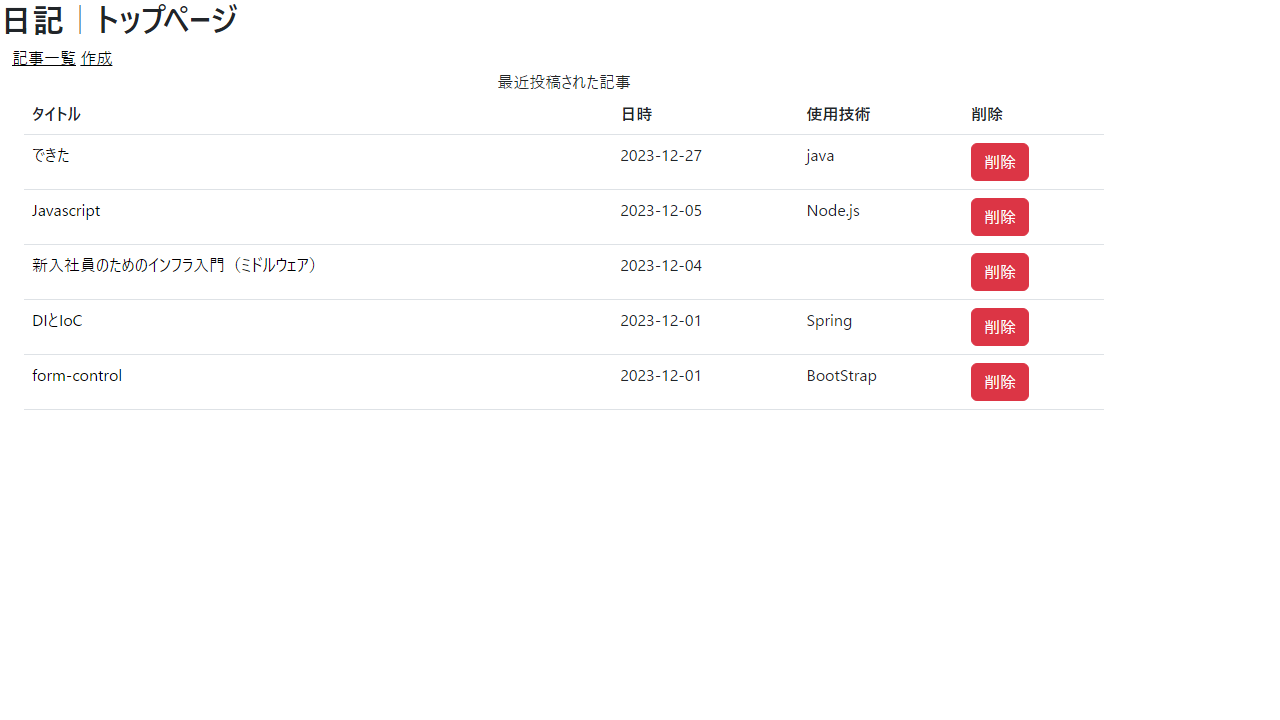 日記｜トップページ
記事一覧 作成
最近投稿された記事
タイトル 日時 使用技術 削除
できた 2023-12-27 java 削除
Javascript 2023-12-05 Node.js 削除
新入社員のためのインフラ入門（ミドルウェア） 2023-12-04 削除
DIとIoC 2023-12-01 Spring 削除
form-control 2023-12-01 BootStrap 削除